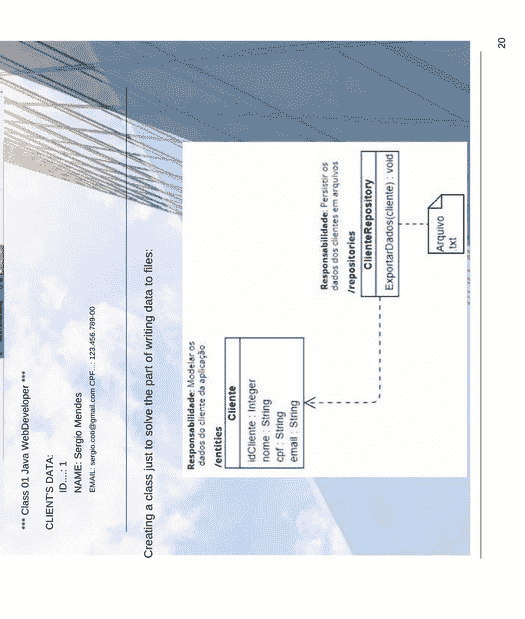 *** Class 01 Java WebDeveloper ***
CLIENT'S DATA:
ID....: 1
NAME: Sergio Mendes
EMAIL: sergio.coti@gmail.com CPF...: 123.456.789-00
Creating a class just to solve the part of writing data to files:
Responsabilidade: Modelar os
dados do cliente da aplicação
/entities
Cliente
idCliente : Integer
nome : String
cpf : String
email : String
Responsabilidade: Persistir os
dados dos clientes em arquivos
/repositories
ClienteRepository
ExportarDados(cliente) : void
Arquivo
.txt
20